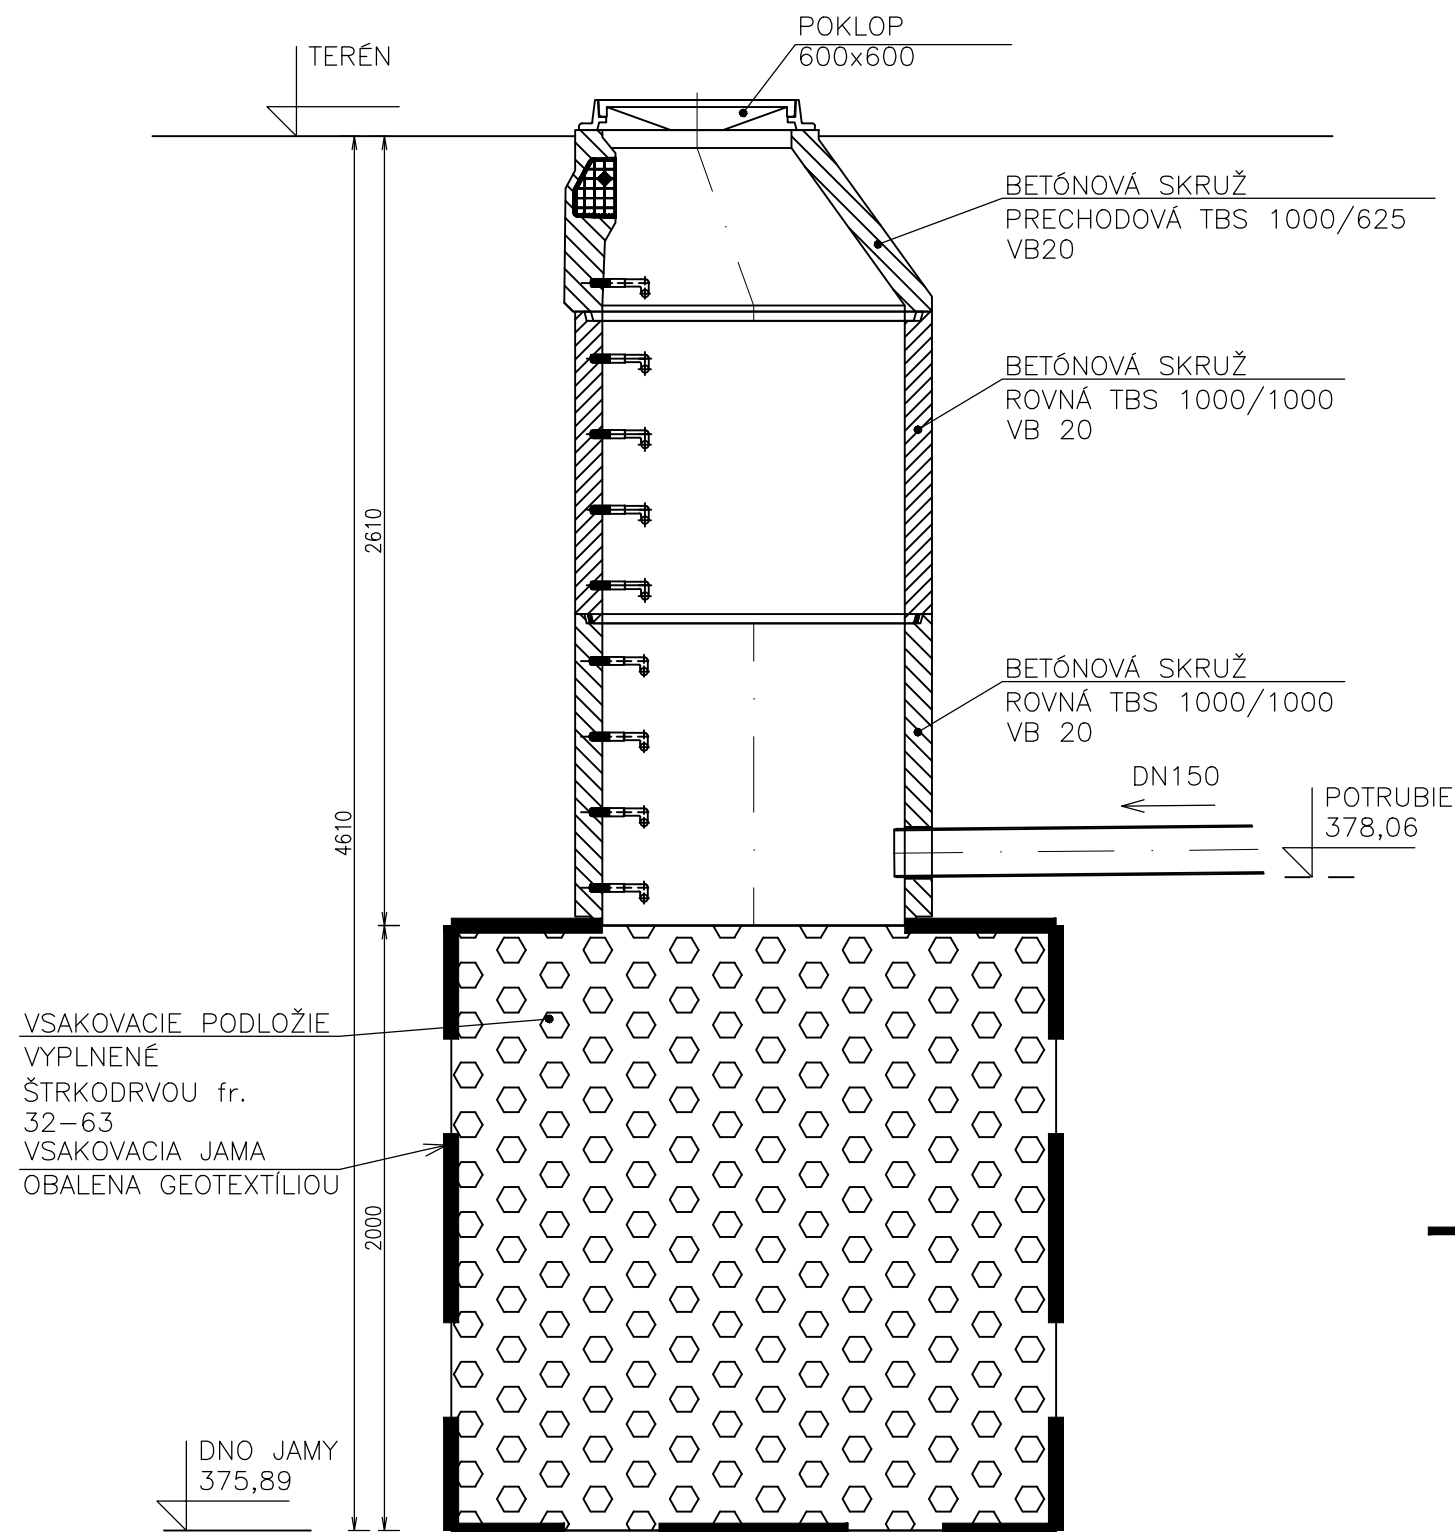 POKLOP
600x600
TERÉN
BETÓNOVÁ SKRUŽ
PRECHODOVÁ TBS 1000/625
VB20
BETÓNOVÁ SKRUŽ
ROVNÁ TBS 1000/1000
VB 20
2610
BETÓNOVÁ SKRUŽ
ROVNÁ TBS 1000/1000
VB 20
DN150
POTRUBIE
378,06
4610
VSAKOVACIE PODLOŽIE
VYPLNENÉ
ŠTRKODRVOU fr.
32-63
VSAKOVACIA JAMA
OBALENA GEOTEXTÍLIOU
2000
DNO JAMY
375,89